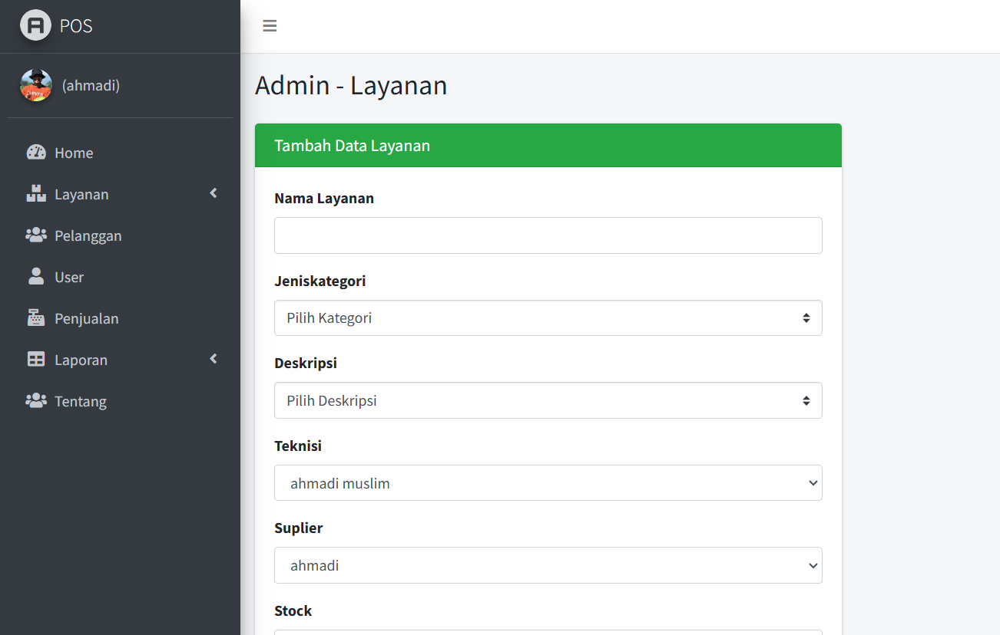 POS
(ahmadi)
Home
Layanan
Pelanggan
User
Penjualan
Laporan
Tentang
Admin - Layanan
Tambah Data Layanan
Nama Layanan
Jeniskategori
Pilih Kategori
Deskripsi
Pilih Deskripsi
Teknisi
ahmadi muslim
Suplier
ahmadi
Stock